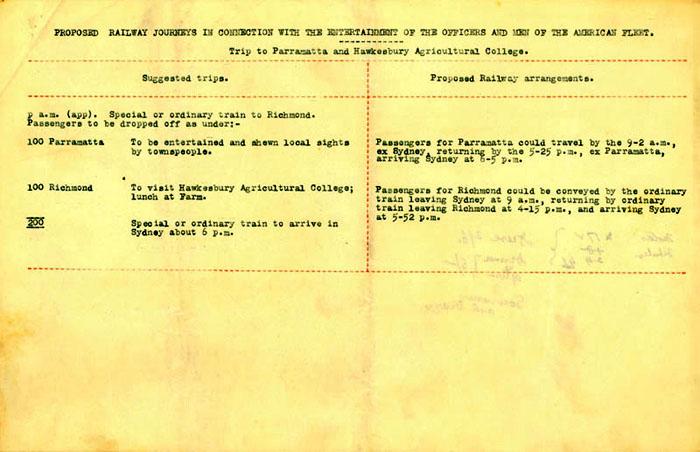 PROPOSED RAILWAY JOURNEYS IN CONNECTION WITH THE ENTERTAINMENT OF THE OFFICERS AND MEN OF THE AMERICAN FLEET.
Trip to Parramatta and Hawkesbury Agricultural College.
Suggested trips.
Proposed Railway arrangements.
p a.m. (app). Special or ordinary train to Richmond.
Passengers to be dropped off as under:-
100 Parramatta To be entertained and shewn local sights
by townspeople.
Passengers for Parramatta could travel by the 9-2 a.m.,
ex Sydney, returning by the 5-25 p.m., ex Parramatta,
arriving Sydney at 6-5 p.m.
100 Richmond To visit Hawkesbury Agricultural College;
lunch at Farm.
Passengers for Richmond could be conveyed by the ordinary
train leaving Sydney at 9 a.m., returning by ordinary
train leaving Richmond at 4-15 p.m., and arriving Sydney
at 5-52 p.m.
200 Special or ordinary train to arrive in
Sydney about 6 p.m.